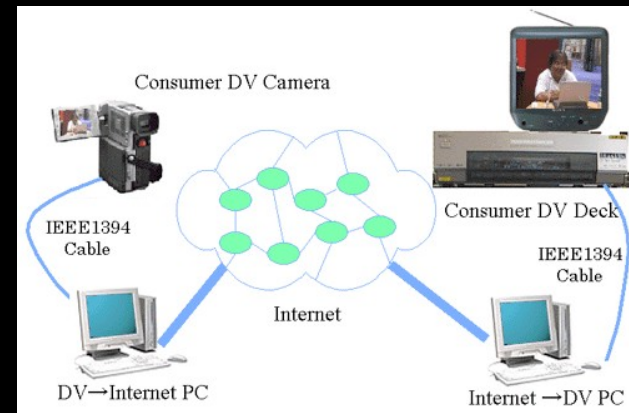 Consumer DV Camera
Consumer DV Deck
IEEE1394
Cable
IEEE1394
Cable
Internet
DV→Internet PC
Internet →DV PC